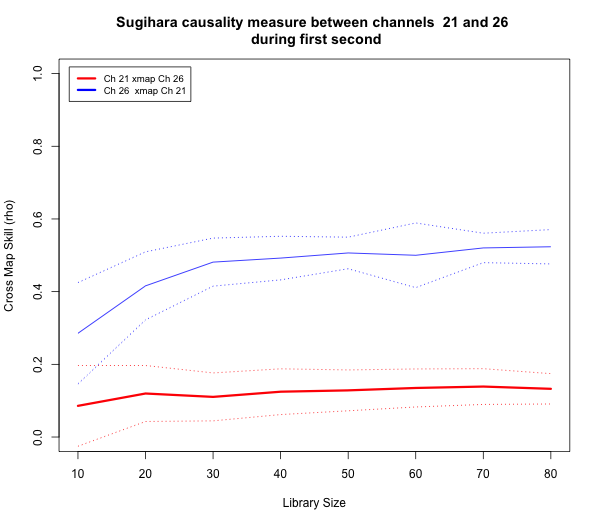 Sugihara causality measure between channels  21 and 26
during first second
Ch 21 xmap Ch 26
Ch 26  xmap Ch 21
Cross Map Skill (rho)
1.0
0.8
0.6
0.4
0.2
0.0
10 20 30 40 50 60 70 80
Library Size